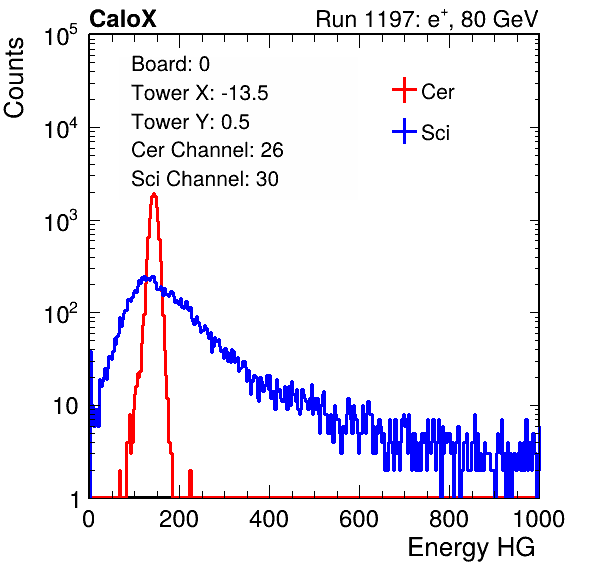 CaloX Run 1197: e⁺, 80 GeV
Counts
10⁵
10⁴
10³
10²
10
1
Board: 0
Tower X: -13.5
Tower Y: 0.5
Cer Channel: 26
Sci Channel: 30
Cer
Sci
0 200 400 600 800 1000
Energy HG